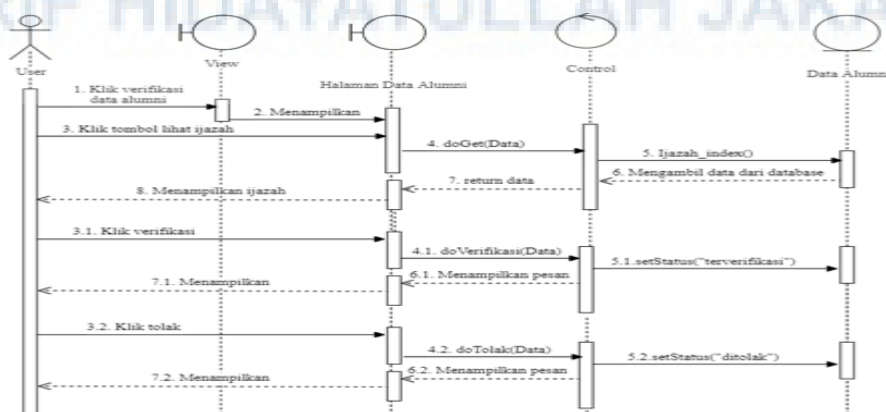 HIDAYATULLAH JAKA
User
View
Halaman Data Alumni
Control
Data Alumn
1. Klik verifikasi
data alumni
2. Menampilkan
3. Klik tombol lihat ijazah
4. doGet(Data)
5. Ijazah_index()
6. Mengambil data dari database
7. return data
8. Menampilkan ijazah
3.1. Klik verifikasi
4.1. doVerifikasi(Data)
5.1.setStatus("terverifikasi")
6.1. Menampilkan pesan
7.1. Menampilkan
3.2. Klik tolak
4.2. doTolak(Data)
5.2.setStatus("ditolak")
6.2. Menampilkan pesan
7.2. Menampilkan